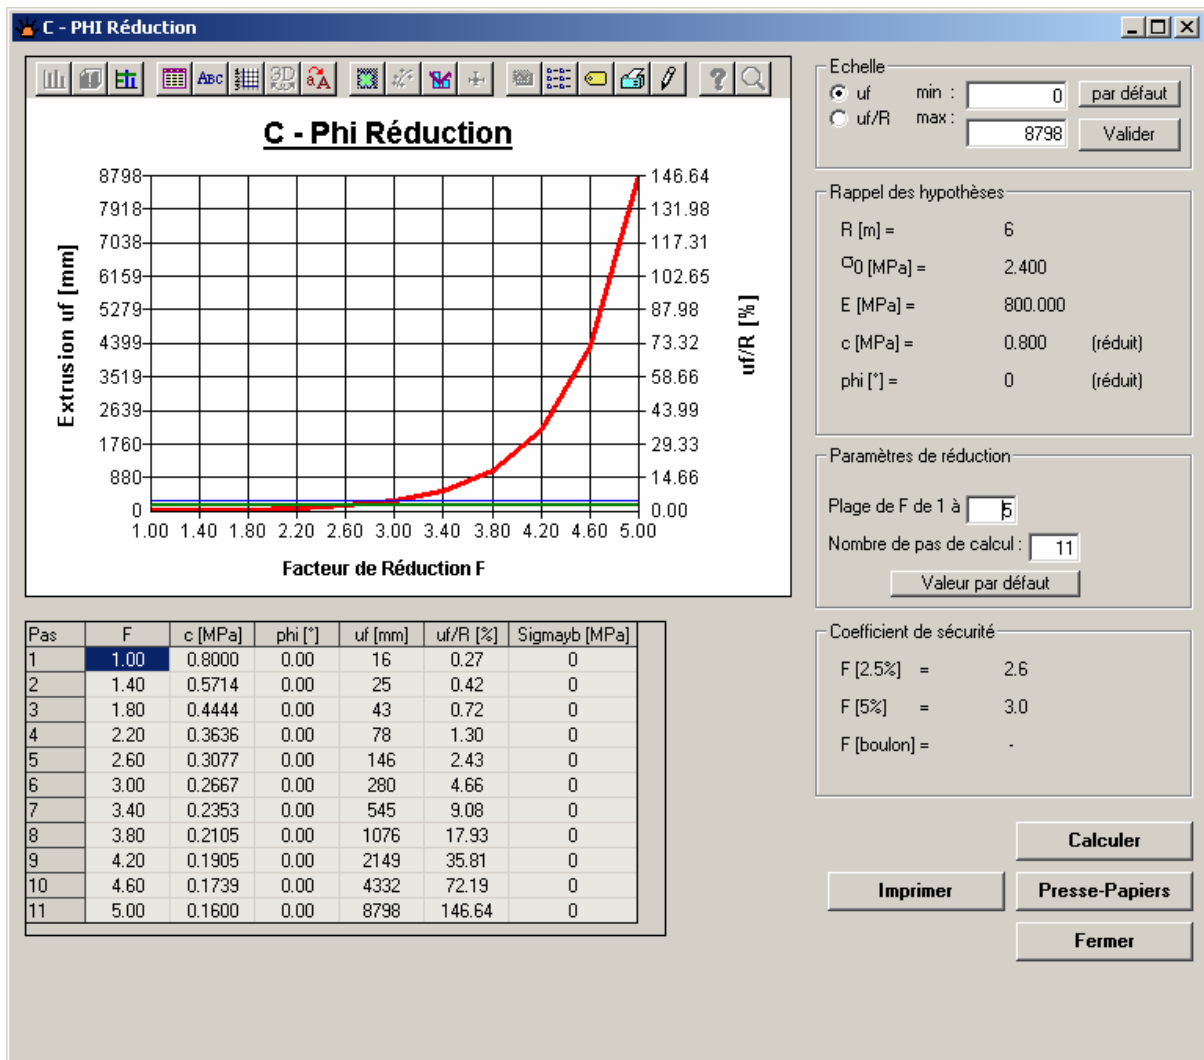 C - PHI Réduction
ABC
3D
aA
?
C - Phi Réduction
8798
7918
7038
6159
5279
4399
3519
2639
1760
880
0
Extrusion uf [mm]
146.64
131.98
117.31
102.65
87.98
73.32
58.66
43.99
29.33
14.66
0.00
uf/R [%]
1.00 1.40 1.80 2.20 2.60 3.00 3.40 3.80 4.20 4.60 5.00
Facteur de Réduction F
Pas F c [MPa] phi [°] uf [mm] uf/R [%] Sigmayb [MPa]
1 1.00 0.8000 0.00 16 0.27 0
2 1.40 0.5714 0.00 25 0.42 0
3 1.80 0.4444 0.00 43 0.72 0
4 2.20 0.3636 0.00 78 1.30 0
5 2.60 0.3077 0.00 146 2.43 0
6 3.00 0.2667 0.00 280 4.66 0
7 3.40 0.2353 0.00 545 9.08 0
8 3.80 0.2105 0.00 1076 17.93 0
9 4.20 0.1905 0.00 2149 35.81 0
10 4.60 0.1739 0.00 4332 72.19 0
11 5.00 0.1600 0.00 8798 146.64 0
Echelle
uf min : 0 par défaut
uf/R max : 8798 Valider
Rappel des hypothèses
R [m] = 6
σ0 [MPa] = 2.400
E [MPa] = 800.000
c [MPa] = 0.800 (réduit)
phi [°] = 0 (réduit)
Paramètres de réduction
Plage de F de 1 à 5
Nombre de pas de calcul : 11
Valeur par défaut
Coefficient de sécurité
F [2.5%] = 2.6
F [5%] = 3.0
F [boulon] = -
Calculer
Imprimer Presse-Papiers
Fermer